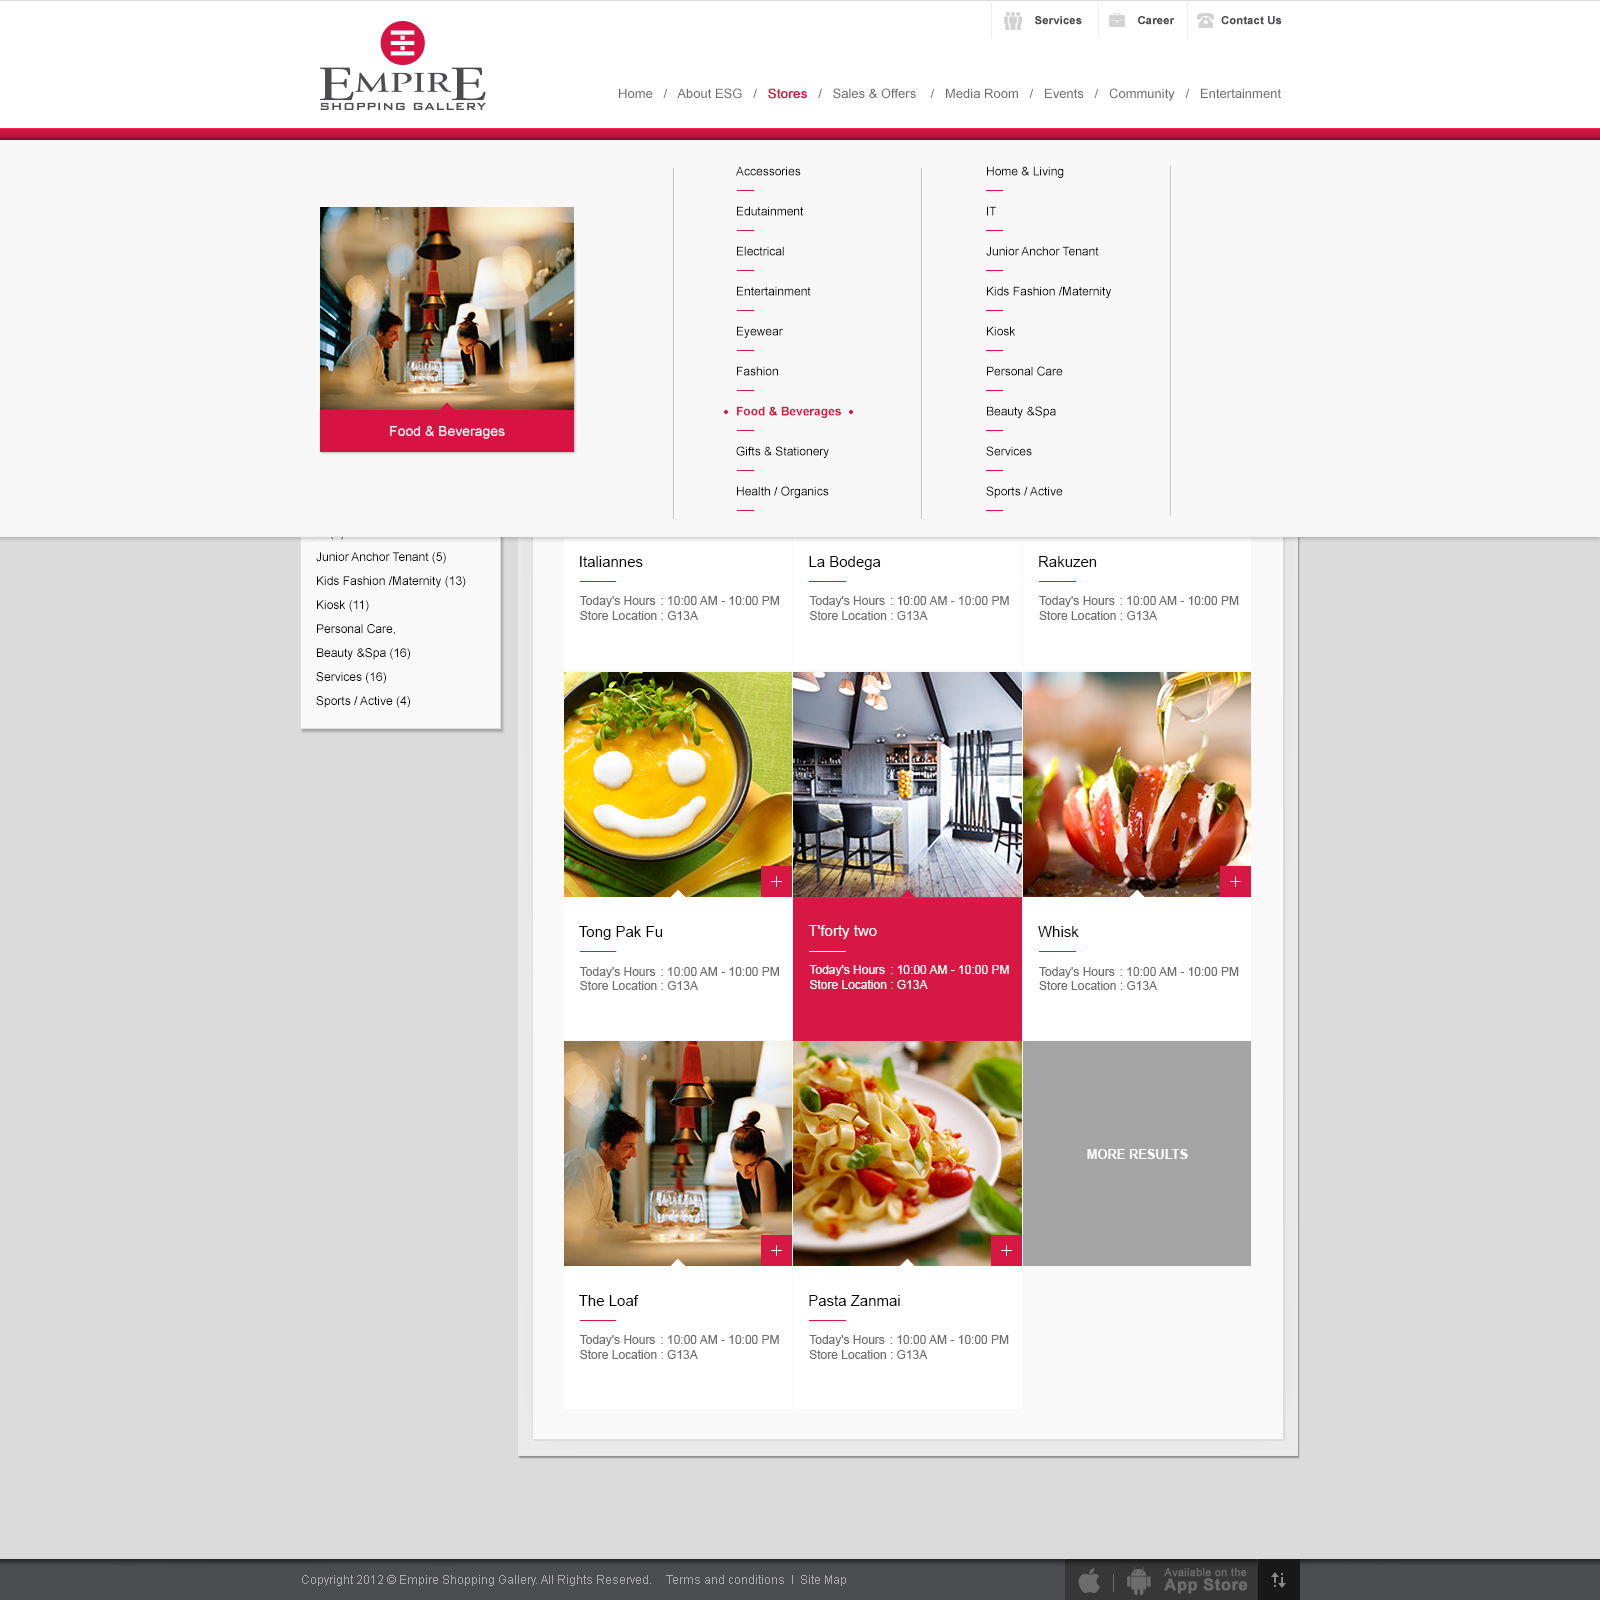 Services
Career
Contact Us
EMPIRE
SHOPPING GALLERY
Home / About ESG / Stores / Sales & Offers / Media Room / Events / Community / Entertainment
Food & Beverages
Accessories
Edutainment
Electrical
Entertainment
Eyewear
Fashion
• Food & Beverages •
Gifts & Stationery
Health / Organics
Home & Living
IT
Junior Anchor Tenant
Kids Fashion /Maternity
Kiosk
Personal Care
Beauty &Spa
Services
Sports / Active
Junior Anchor Tenant (5)
Kids Fashion /Maternity (13)
Kiosk (11)
Personal Care,
Beauty &Spa (16)
Services (16)
Sports / Active (4)
Italiannes
Today's Hours : 10:00 AM - 10:00 PM
Store Location : G13A
La Bodega
Today's Hours : 10:00 AM - 10:00 PM
Store Location : G13A
Rakuzen
Today's Hours : 10:00 AM - 10:00 PM
Store Location : G13A
Tong Pak Fu
Today's Hours : 10:00 AM - 10:00 PM
Store Location : G13A
T'forty two
Today's Hours : 10:00 AM - 10:00 PM
Store Location : G13A
Whisk
Today's Hours : 10:00 AM - 10:00 PM
Store Location : G13A
MORE RESULTS
The Loaf
Today's Hours : 10:00 AM - 10:00 PM
Store Location : G13A
Pasta Zanmai
Today's Hours : 10:00 AM - 10:00 PM
Store Location : G13A
Copyright 2012 © Empire Shopping Gallery. All Rights Reserved. Terms and conditions | Site Map
Available on the
App Store